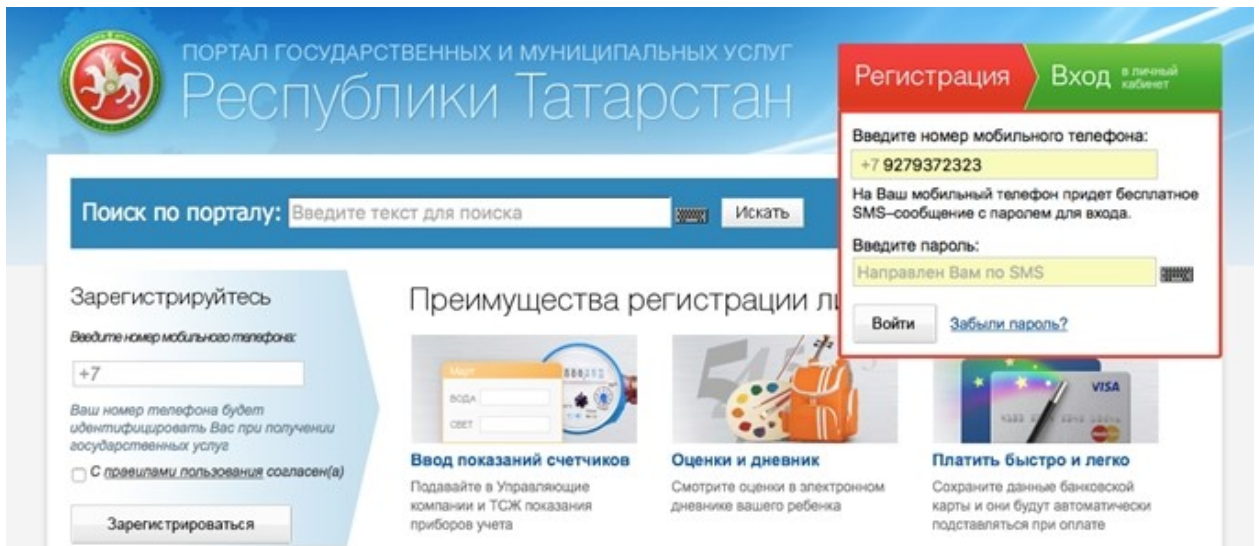 ПОРТАЛ ГОСУДАРСТВЕННЫХ И МУНИЦИПАЛЬНЫХ УСЛУГ
Республики Татарстан
Регистрация
Вход в личный кабинет
Введите номер мобильного телефона:
+7 9279372323
На Ваш мобильный телефон придет бесплатное
SMS–сообщение с паролем для входа.
Введите пароль:
Направлен Вам по SMS
Войти Забыли пароль?
Поиск по порталу: Введите текст для поиска Искать
Зарегистрируйтесь
Введите номер мобильного телефона:
+7
Ваш номер телефона будет
идентифицировать Вас при получении
государственных услуг
С правилами пользования согласен(а)
Зарегистрироваться
Преимущества регистрации ли
Март
ВОДА
СВЕТ
Ввод показаний счетчиков
Подавайте в Управляющие
компании и ТСЖ показания
приборов учета
Оценки и дневник
Смотрите оценки в электронном
дневнике вашего ребенка
VISA
Платить быстро и легко
Сохраните данные банковской
карты и они будут автоматически
подставляться при оплате